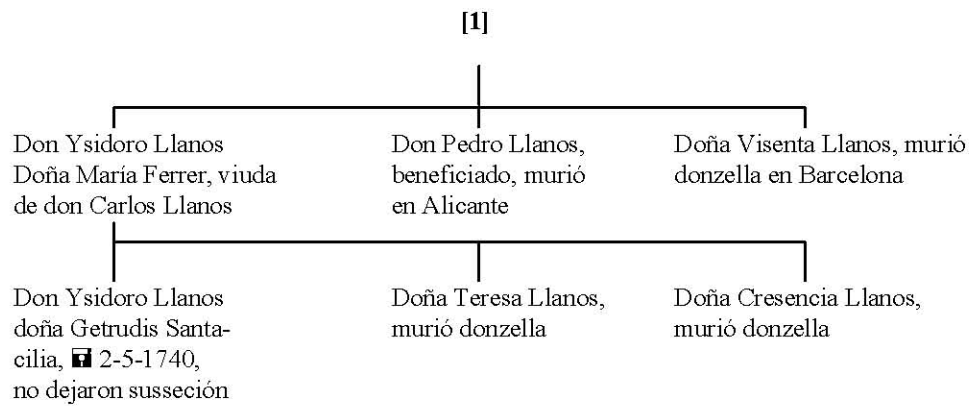 [1]
Don Ysidoro Llanos
Doña María Ferrer, viuda
de don Carlos Llanos
Don Pedro Llanos,
beneficiado, murió
en Alicante
Doña Visenta Llanos, murió
donzella en Barcelona
Don Ysidoro Llanos
doña Getrudis Santa-
cilia, 🖬 2-5-1740,
no dejaron susseción
Doña Teresa Llanos,
murió donzella
Doña Cresencia Llanos,
murió donzella